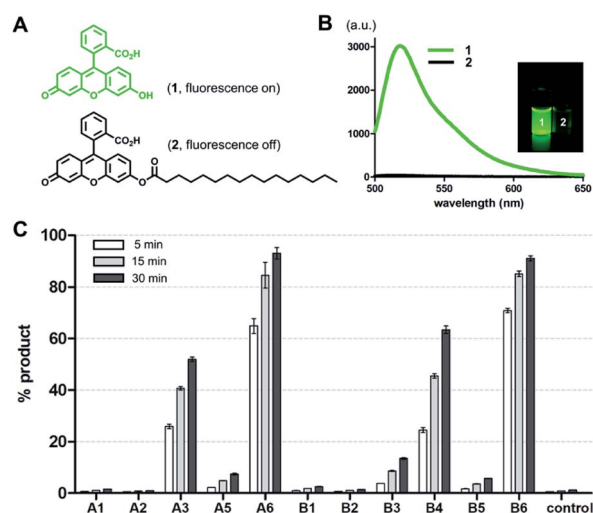 A
CO₂H
O
O
OH
(1, fluorescence on)
CO₂H
O
O
O
O
(2, fluorescence off)
B
(a.u.)
3000
2000
1000
0
1
2
1 2
500 550 600 650
wavelength (nm)
C
100
80
60
40
20
0
% product
5 min
15 min
30 min
A1 A2 A3 A5 A6 B1 B2 B3 B4 B5 B6 control